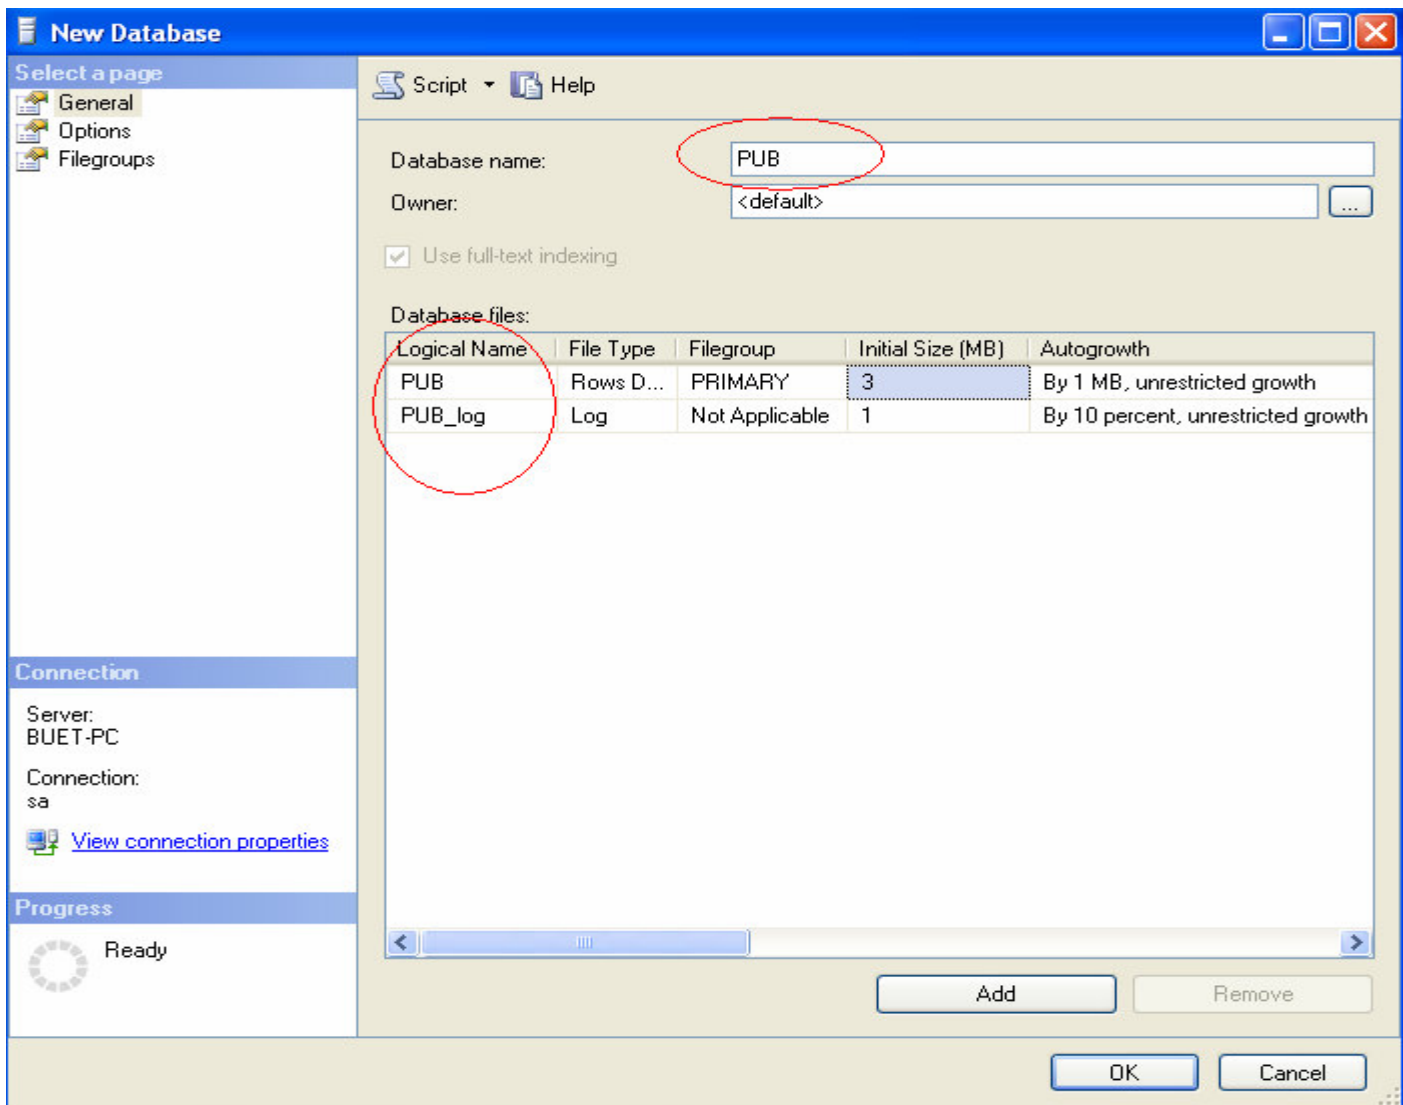 New Database
Select a page
General
Options
Filegroups
Script Help
Database name: PUB
Owner: <default> ...
Use full-text indexing
Database files:
Logical Name File Type Filegroup Initial Size (MB) Autogrowth
PUB Rows D... PRIMARY 3 By 1 MB, unrestricted growth
PUB_log Log Not Applicable 1 By 10 percent, unrestricted growth
Connection
Server:
BUET-PC
Connection:
sa
View connection properties
Progress
Ready
Add Remove
OK Cancel